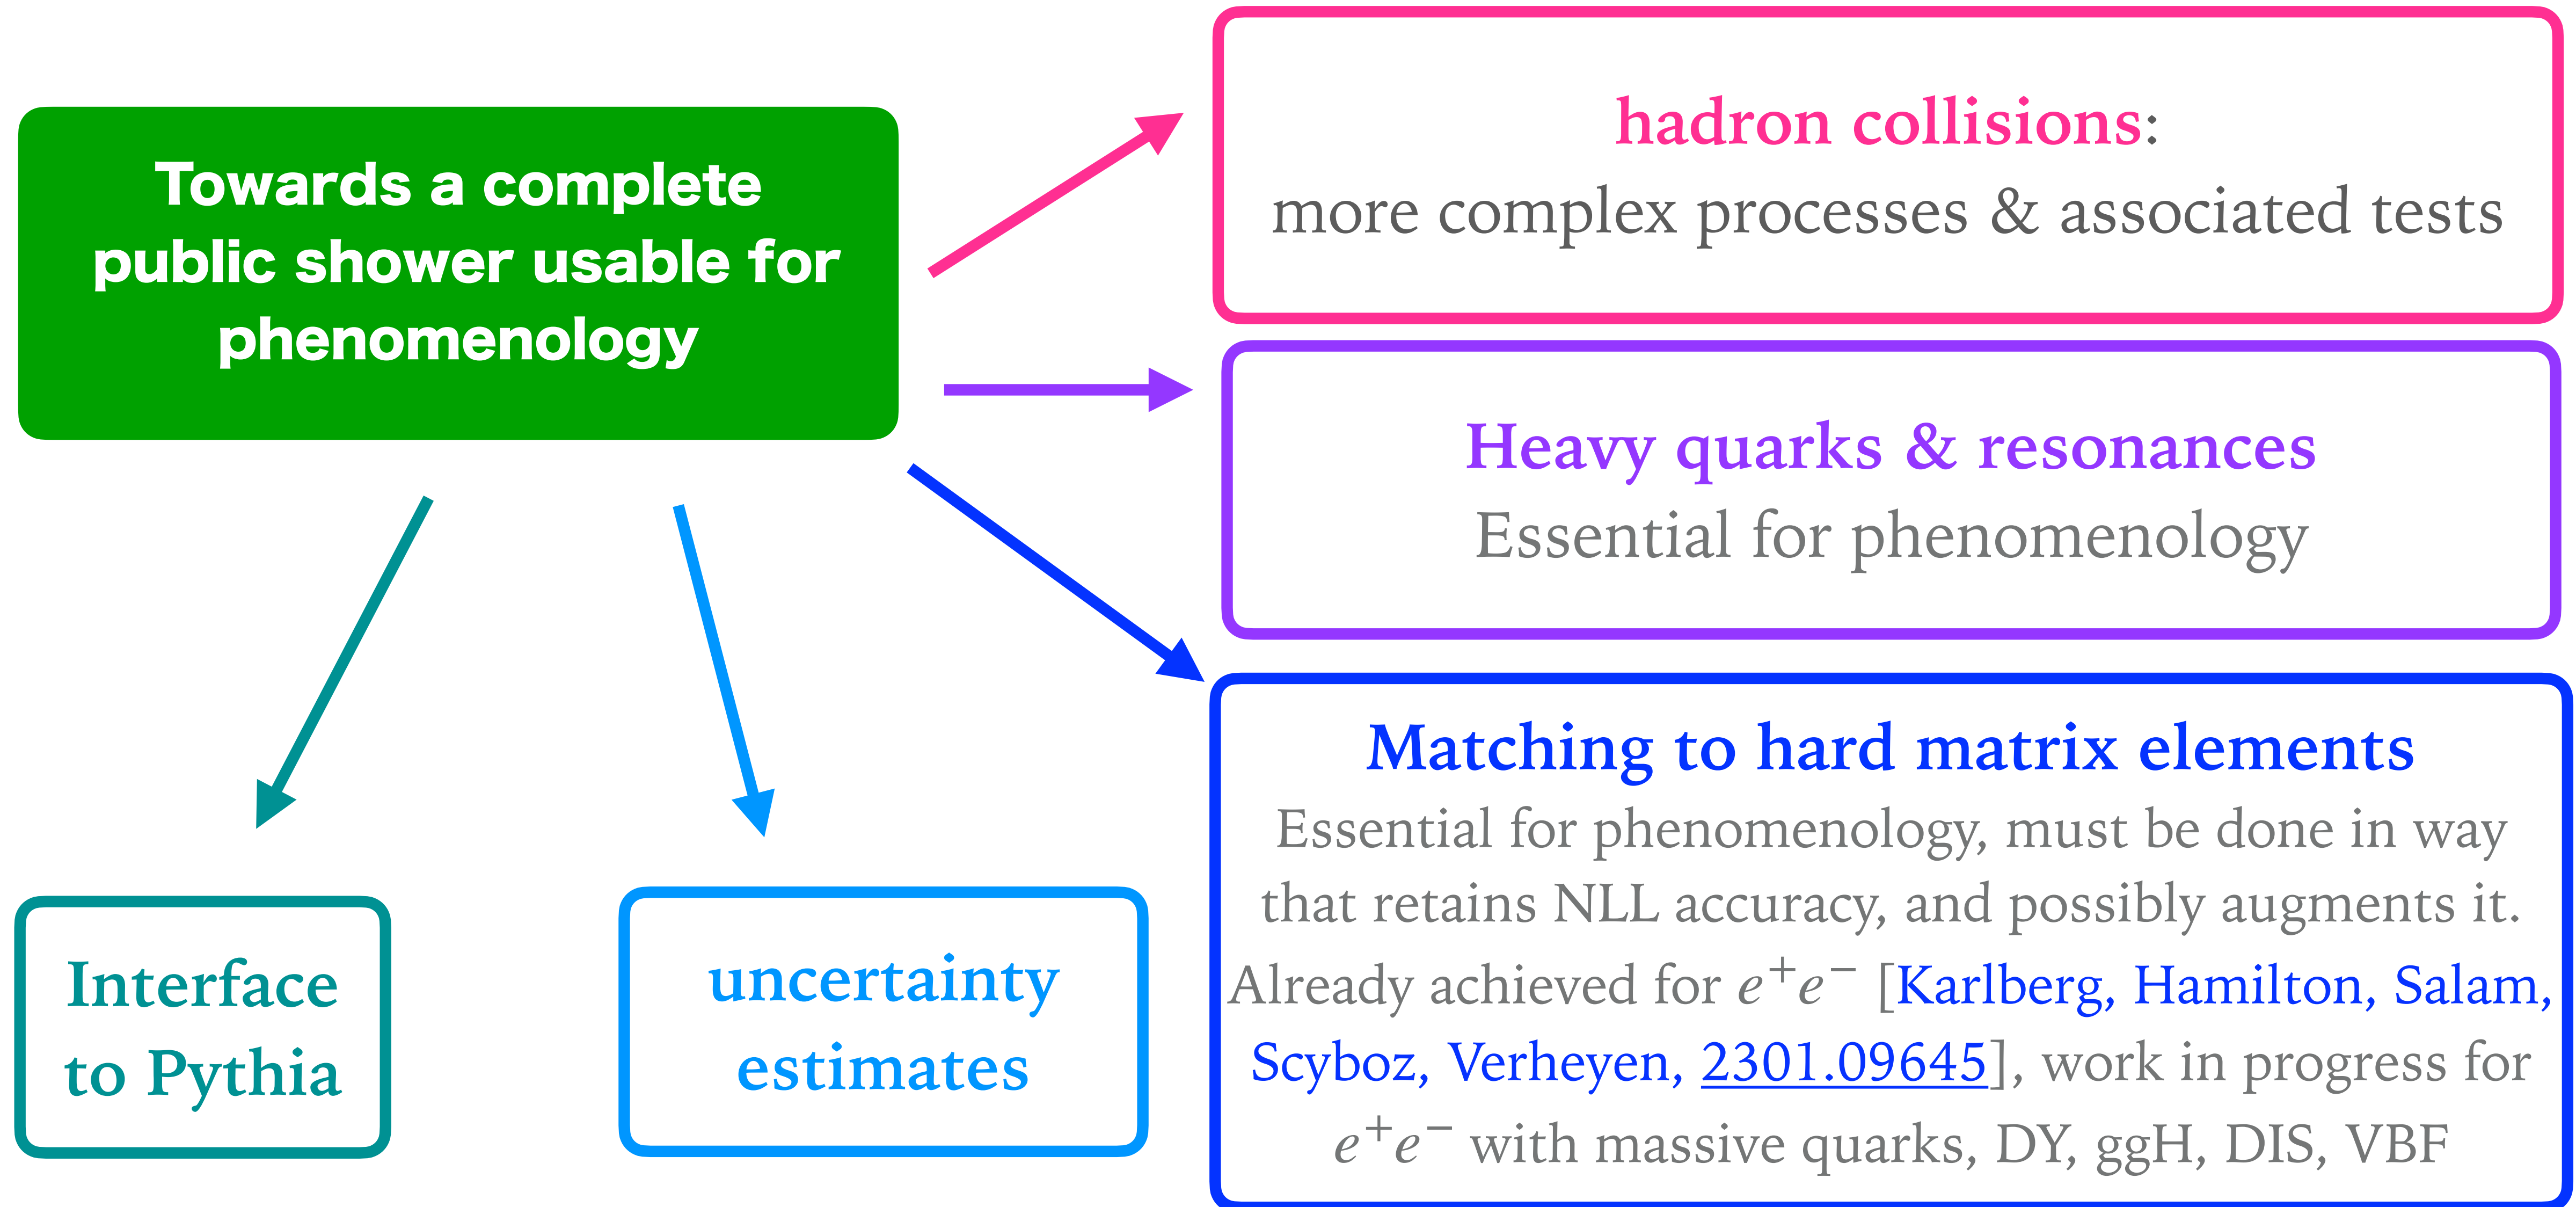 Towards a complete
public shower usable for
phenomenology
hadron collisions:
more complex processes & associated tests
Heavy quarks & resonances
Essential for phenomenology
Matching to hard matrix elements
Essential for phenomenology, must be done in way
that retains NLL accuracy, and possibly augments it.
Already achieved for e⁺e⁻ [Karlberg, Hamilton, Salam,
Scyboz, Verheyen, 2301.09645], work in progress for
e⁺e⁻ with massive quarks, DY, ggH, DIS, VBF
Interface
to Pythia
uncertainty
estimates